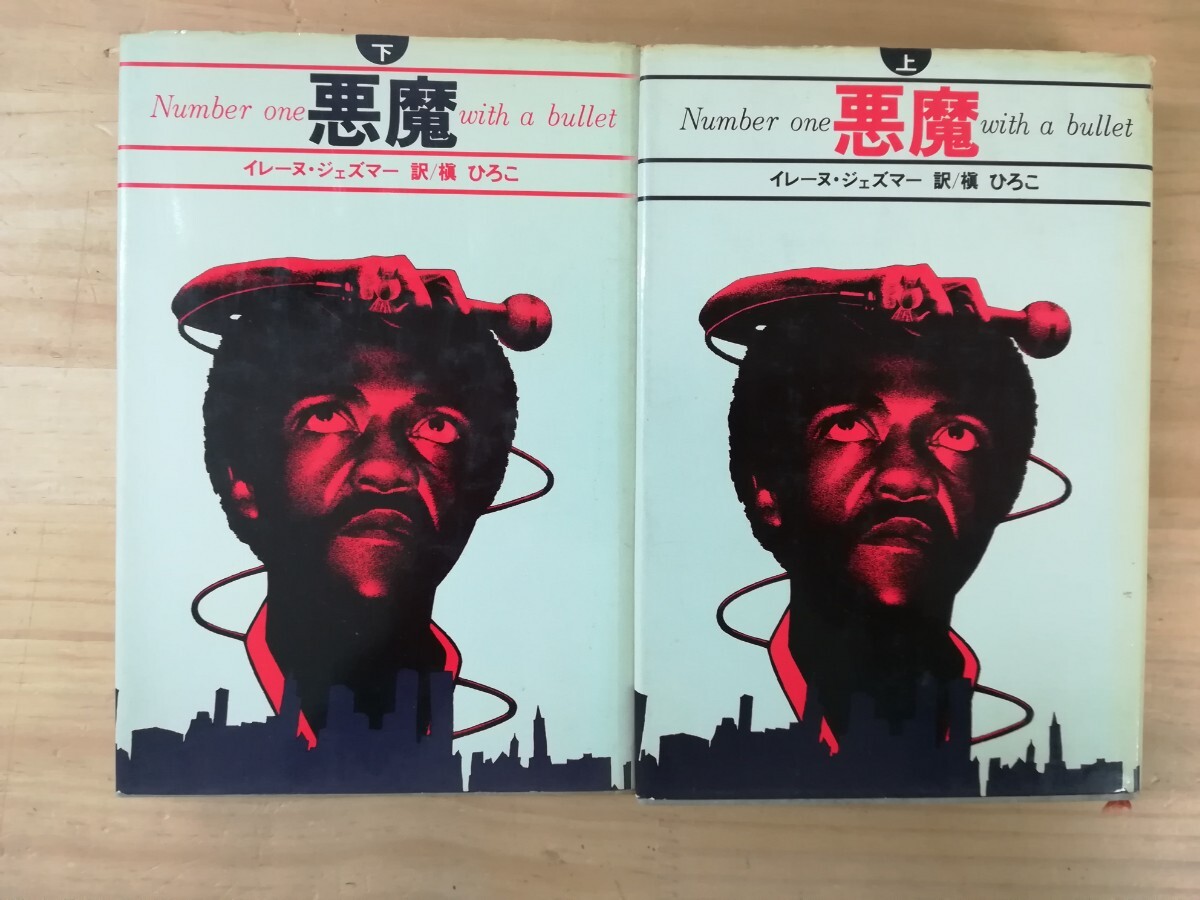 下
Number one 悪魔 with a bullet
イレーヌ・ジェズマー 訳/槇 ひろこ
上
Number one 悪魔 with a bullet
イレーヌ・ジェズマー 訳/槇 ひろこ